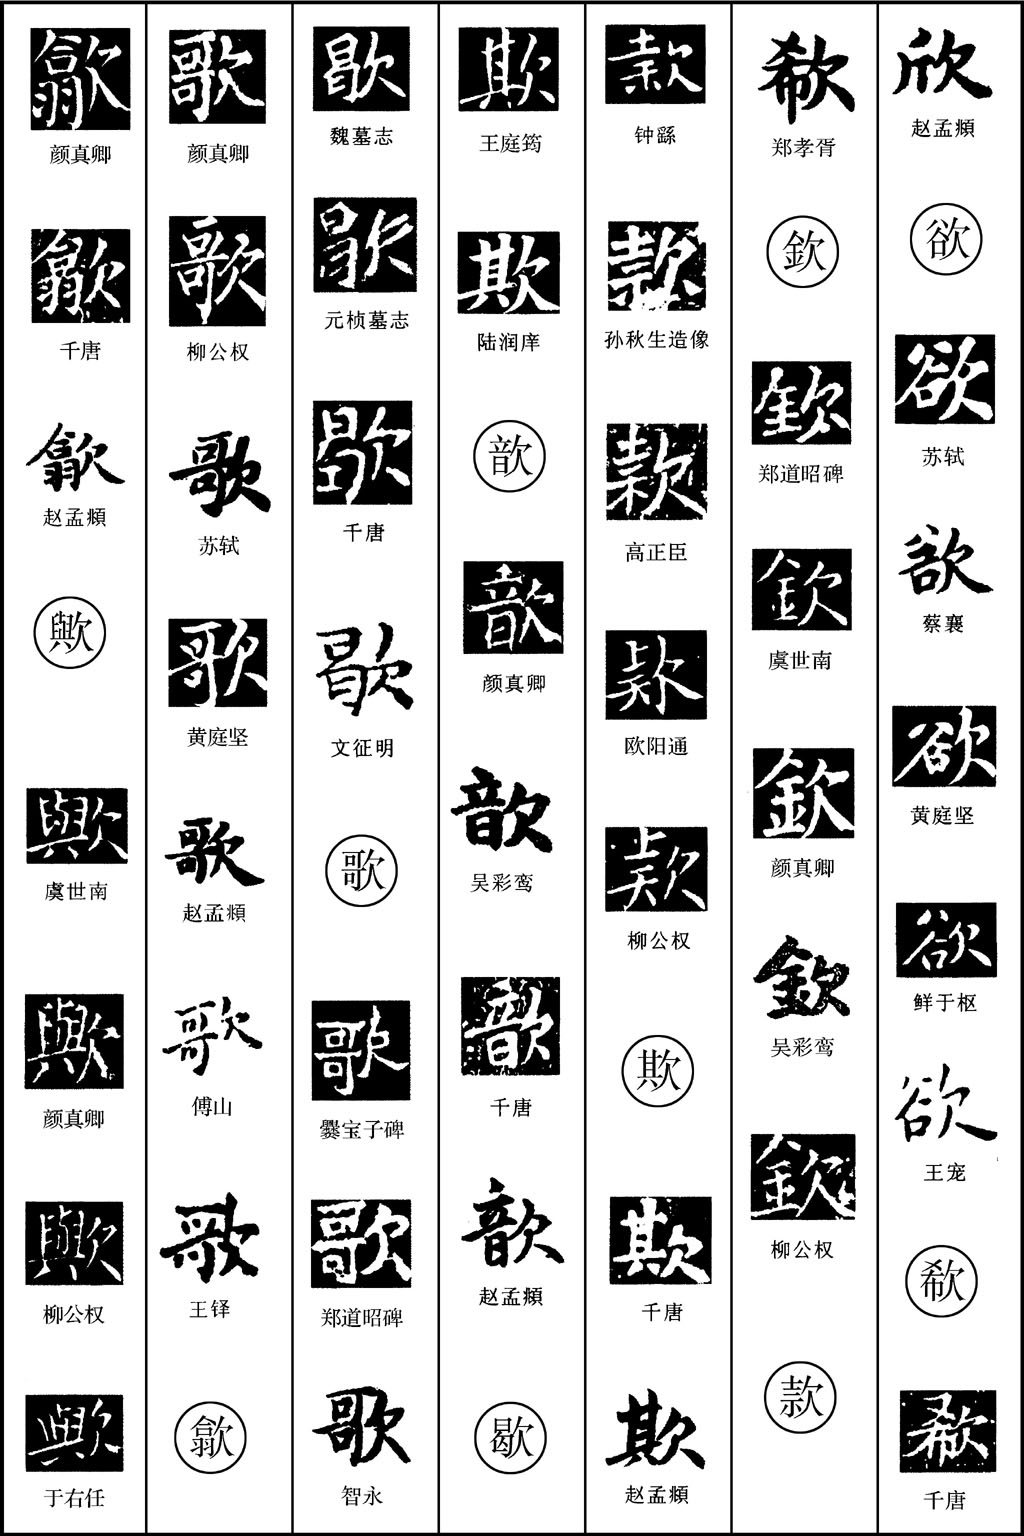 欣
赵孟頫
欲
欲
苏轼
欲
蔡襄
欲
黄庭坚
欲
鲜于枢
欲
王宠
欷
欷
千唐
欷
郑孝胥
欽
欽
郑道昭碑
欽
虞世南
欽
颜真卿
欽
吴彩鸾
欽
柳公权
款
款
钟繇
款
孙秋生造像
款
高正臣
款
欧阳通
款
柳公权
欺
欺
千唐
欺
赵孟頫
欺
王庭筠
欺
陆润庠
歆
歆
颜真卿
歆
吴彩鸾
歆
千唐
歆
赵孟頫
歇
歇
魏墓志
歇
元桢墓志
歇
千唐
歇
文征明
歌
歌
爨宝子碑
歌
郑道昭碑
歌
智永
歌
颜真卿
歌
柳公权
歌
苏轼
歌
黄庭坚
歌
赵孟頫
歌
傅山
歌
王铎
歙
歙
颜真卿
歙
千唐
歙
赵孟頫
歟
歟
虞世南
歟
颜真卿
歟
柳公权
歟
于右任